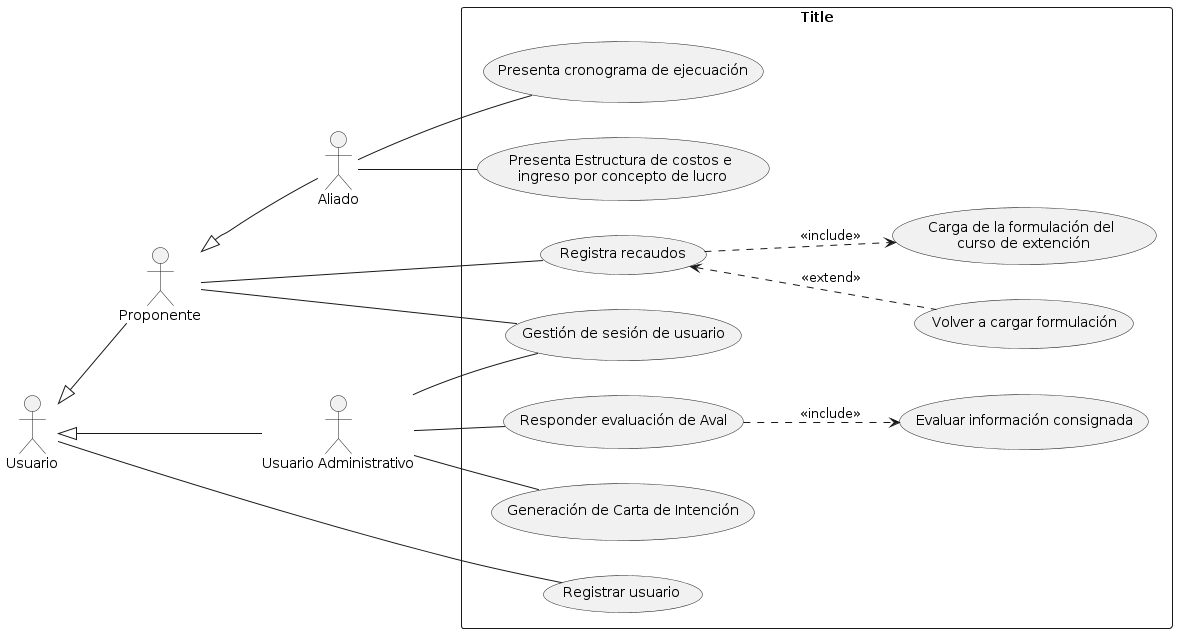 Title
Presenta cronograma de ejecuación
Presenta Estructura de costos e
ingreso por concepto de lucro
Aliado
Carga de la formulación del
curso de extención
«include»
Registra recaudos
«extend»
Proponente
Volver a cargar formulación
Gestión de sesión de usuario
«include»
Responder evaluación de Aval
Evaluar información consignada
Usuario
Usuario Administrativo
Generación de Carta de Intención
Registrar usuario